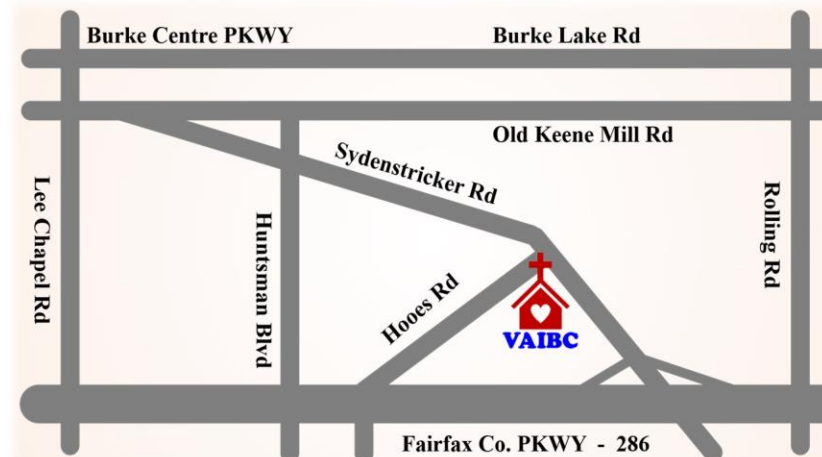 Burke Centre PKWY
Burke Lake Rd
Old Keene Mill Rd
Sydenstricker Rd
Lee Chapel Rd
Huntsman Blvd
Rolling Rd
Hooes Rd
VAIBC
Fairfax Co. PKWY - 286